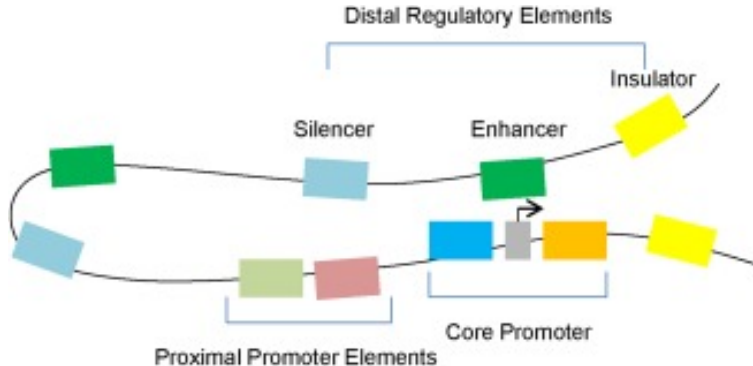 Distal Regulatory Elements
Insulator
Silencer
Enhancer
Core Promoter
Proximal Promoter Elements